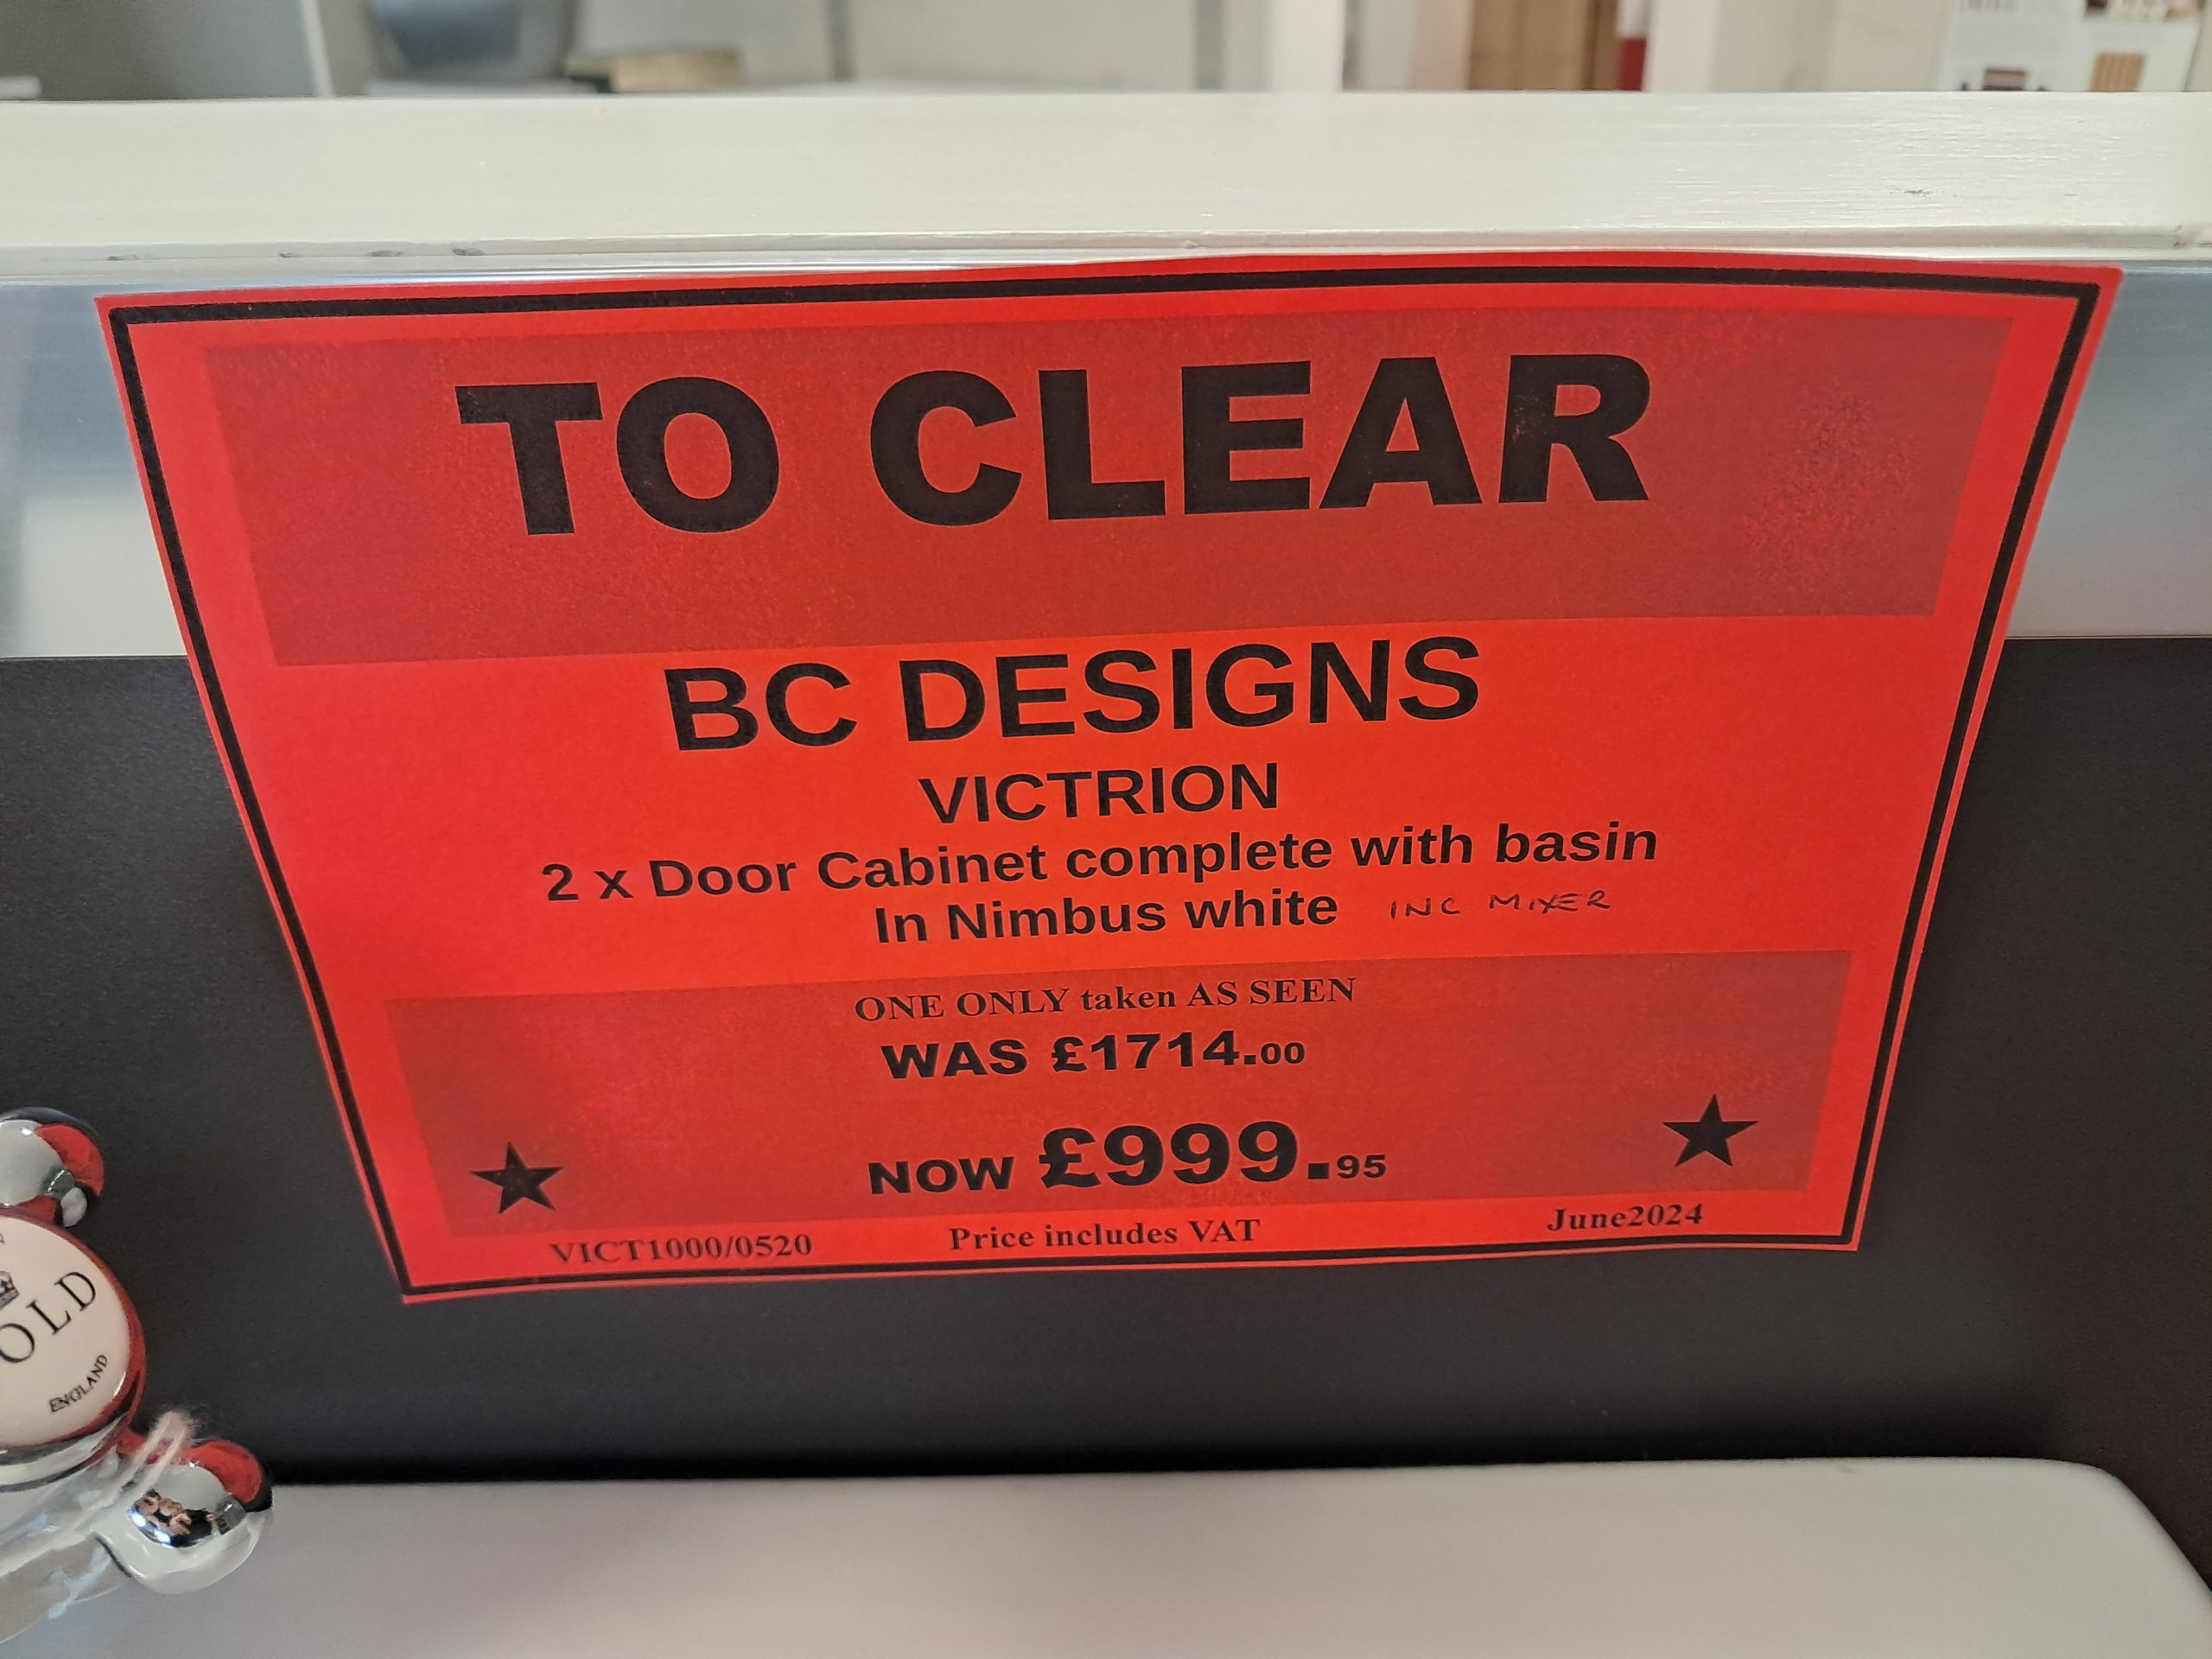 TO CLEAR
BC DESIGNS
VICTRION
2 x Door Cabinet complete with basin
In Nimbus white INC MIXER
ONE ONLY taken AS SEEN
WAS £1714.00
NOW £999.95
VICT1000/0520 Price includes VAT June2024
OLD
ENGLAND